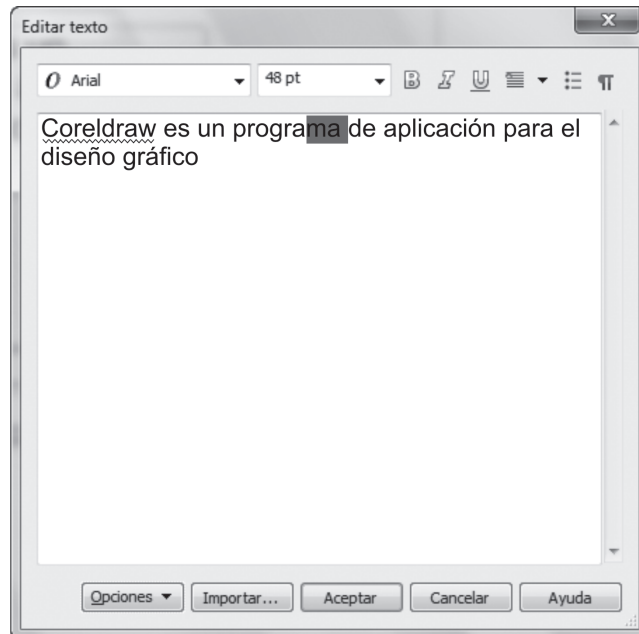 Editar texto
x
O Arial 48 pt B I U ¶
Coreldraw es un programa de aplicación para el
diseño gráfico
Opciones Importar... Aceptar Cancelar Ayuda